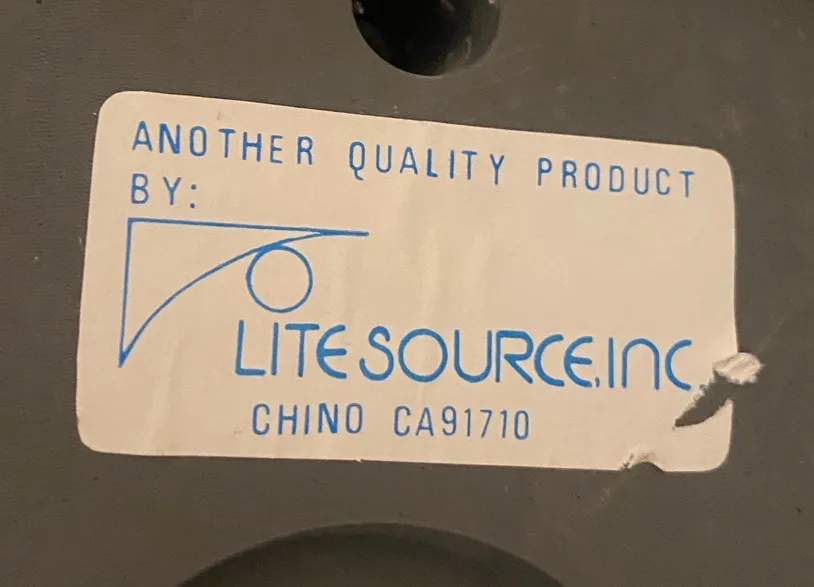 ANOTHER QUALITY PRODUCT
BY:
LITE SOURCE, INC.
CHINO CA91710